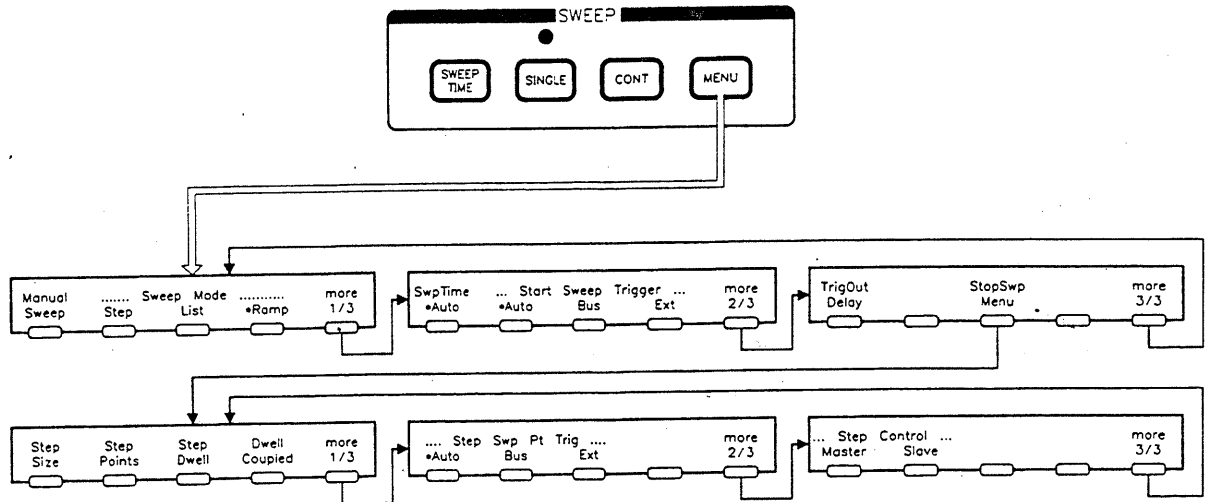 SWEEP
SWEEP TIME
SINGLE
CONT
MENU
Manual Sweep
....... Sweep Mode ...........
Step
List
•Ramp
more 1/3
SwpTime •Auto
... Start Sweep Trigger ...
•Auto
Bus
Ext
more 2/3
TrigOut Delay
StopSwp Menu
more 3/3
Step Size
Step Points
Step Dwell
Dwell Coupled
more 1/3
.... Step Swp Pt Trig ....
•Auto
Bus
Ext
more 2/3
... Step Control ...
Master
Slave
more 3/3